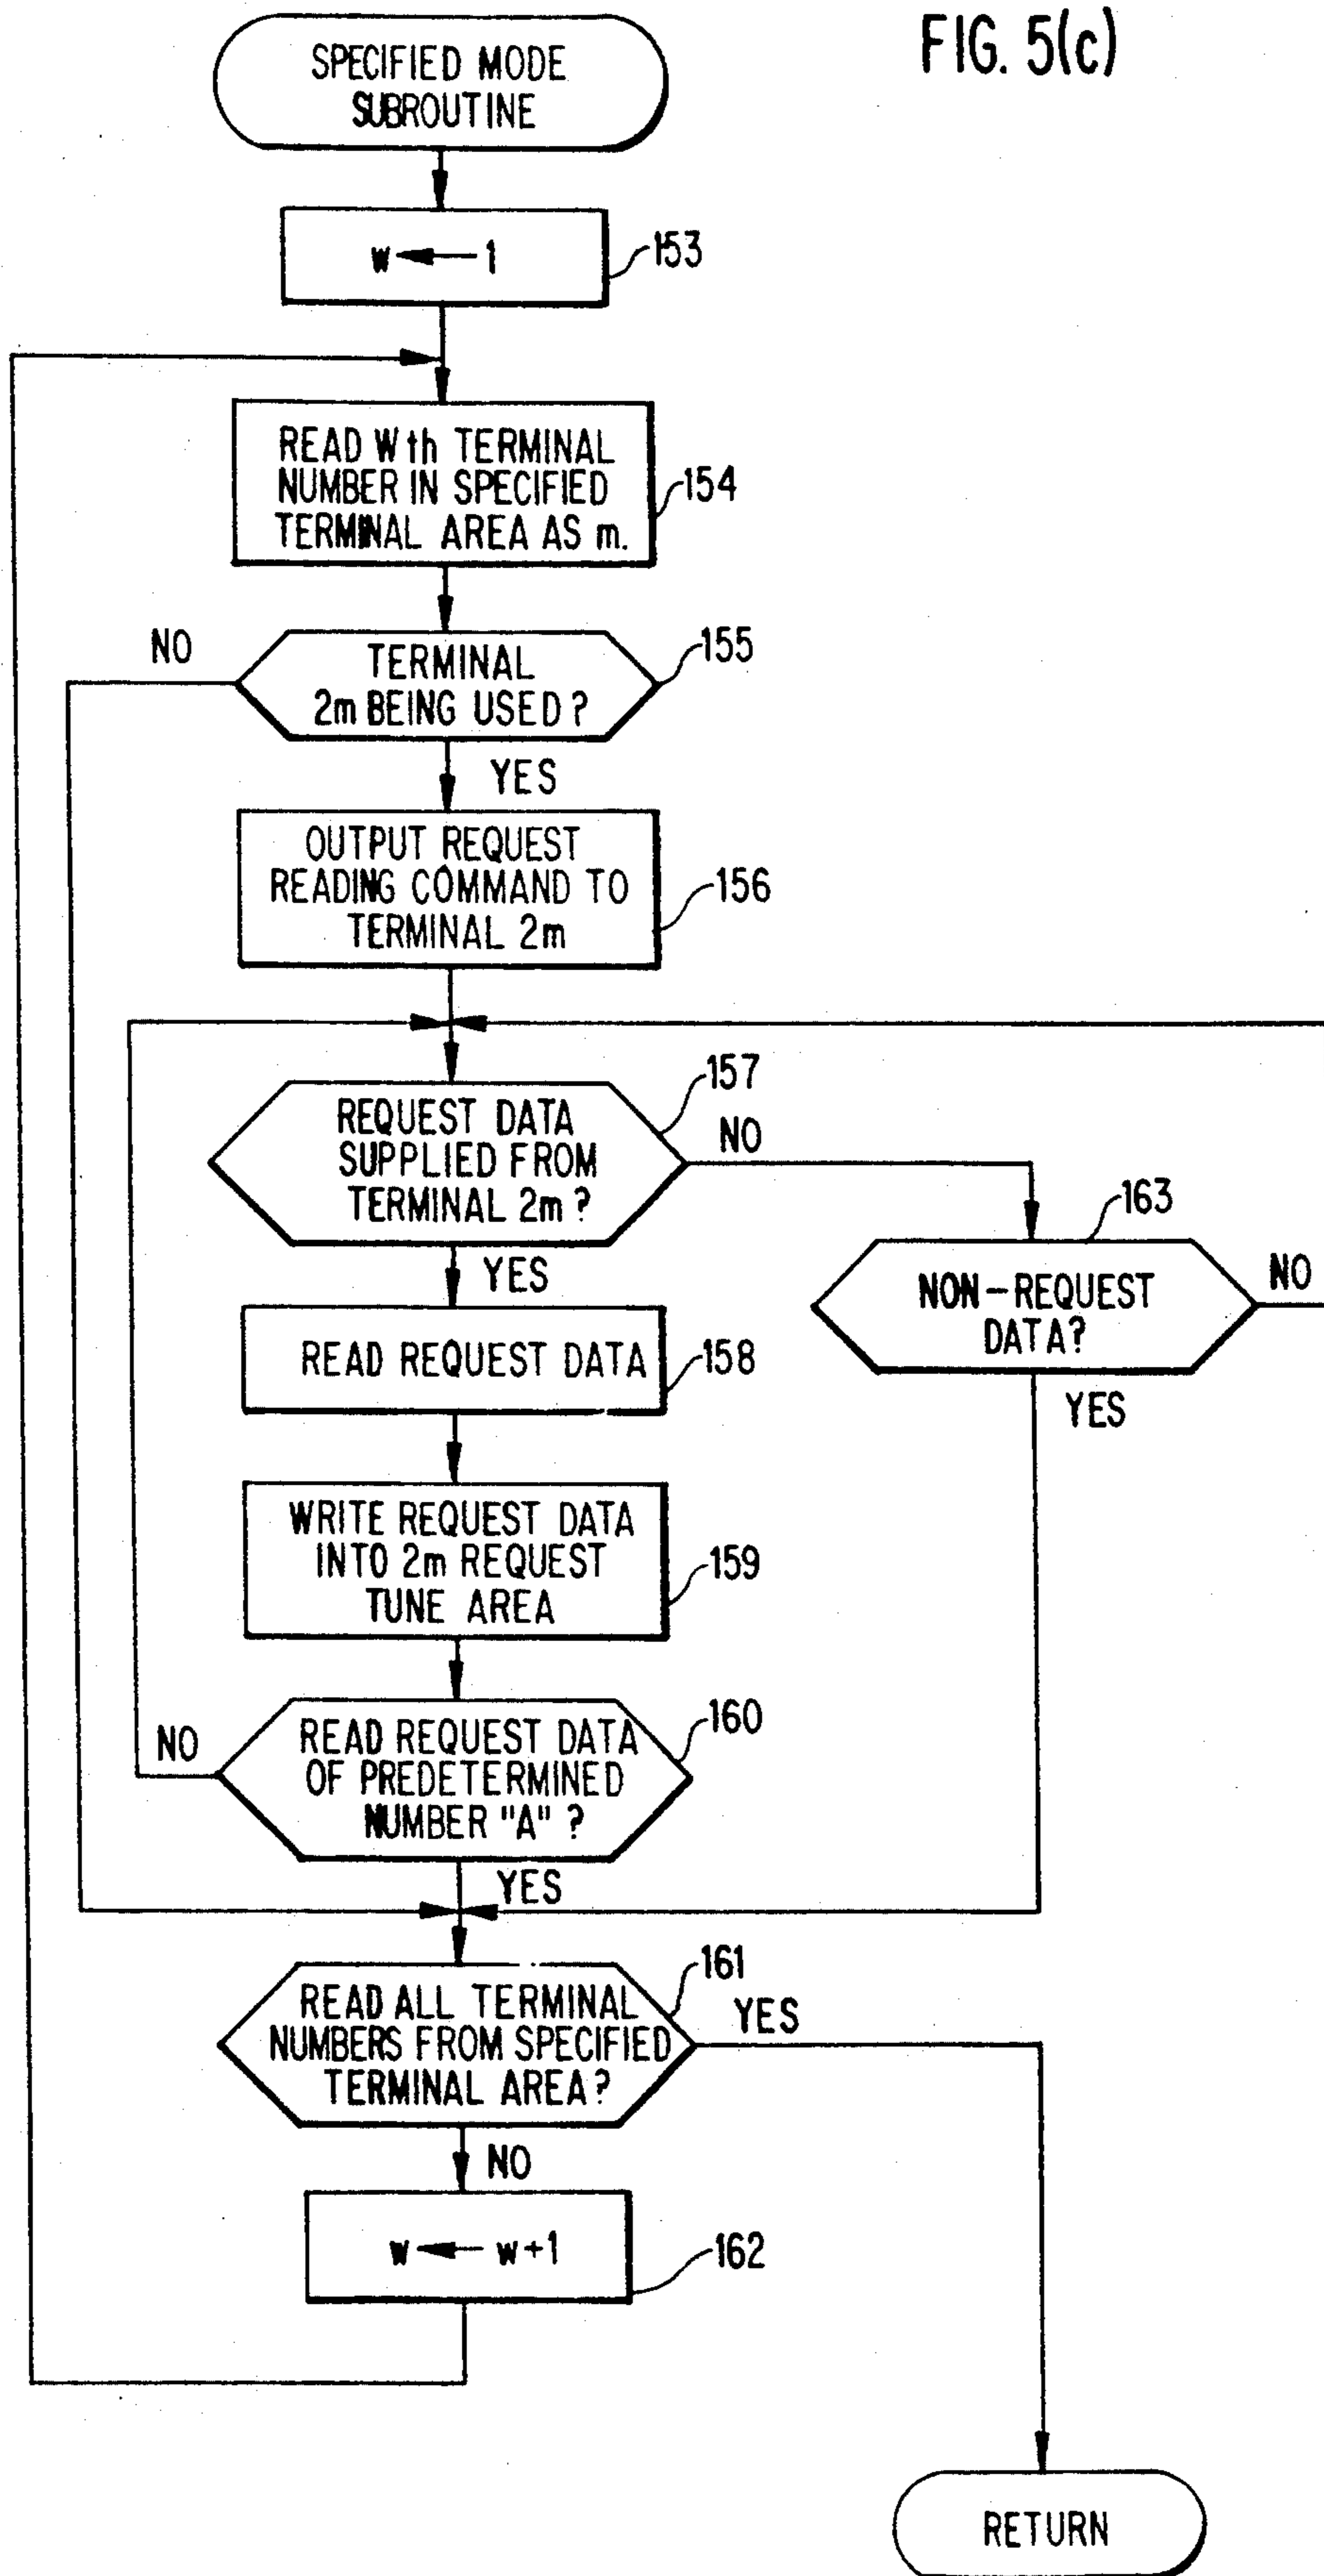 FIG. 5(c)
SPECIFIED MODE
SUBROUTINE
w ← 1
153
READ Wth TERMINAL
NUMBER IN SPECIFIED
TERMINAL AREA AS m.
154
NO
TERMINAL
2m BEING USED?
155
YES
OUTPUT REQUEST
READING COMMAND TO
TERMINAL 2m
156
REQUEST DATA
SUPPLIED FROM
TERMINAL 2m?
157
NO
163
NON-REQUEST
DATA?
NO
YES
YES
READ REQUEST DATA
158
WRITE REQUEST DATA
INTO 2m REQUEST
TUNE AREA
159
NO
READ REQUEST DATA
OF PREDETERMINED
NUMBER "A"?
160
YES
READ ALL TERMINAL
NUMBERS FROM SPECIFIED
TERMINAL AREA?
161
YES
NO
w ← w+1
162
RETURN